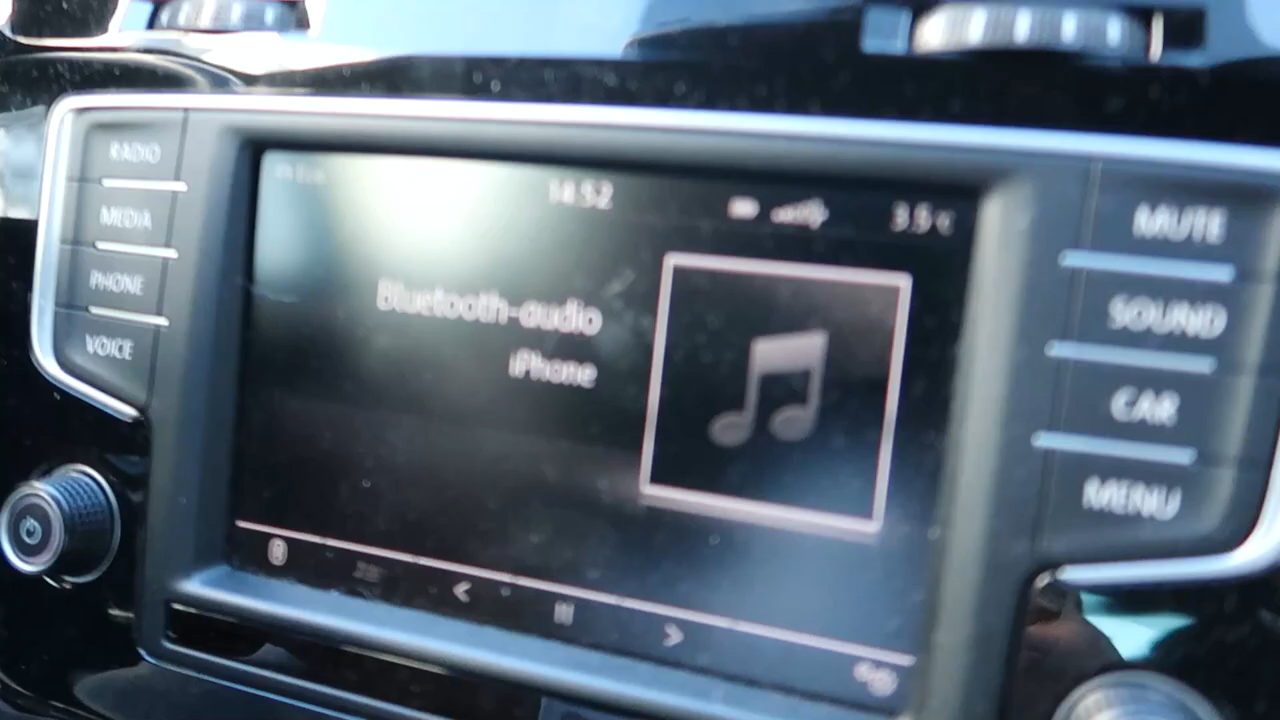 RADIO
MEDIA
PHONE
VOICE
14:52
3.5°C
Bluetooth-audio
iPhone
MUTE
SOUND
CAR
MENU